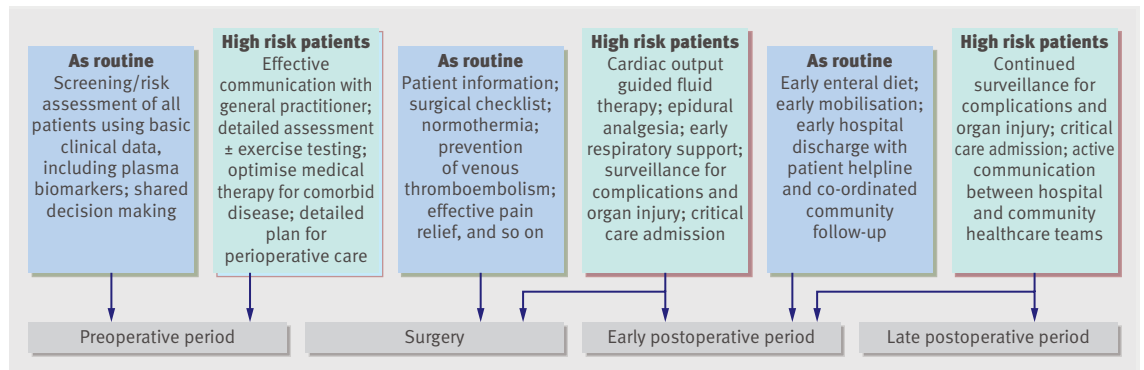 As routine
Screening/risk
assessment of all
patients using basic
clinical data,
including plasma
biomarkers; shared
decision making
High risk patients
Effective
communication with
general practitioner;
detailed assessment
± exercise testing;
optimise medical
therapy for comorbid
disease; detailed
plan for
perioperative care
As routine
Patient information;
surgical checklist;
normothermia;
prevention
of venous
thromboembolism;
effective pain
relief, and so on
High risk patients
Cardiac output
guided fluid
therapy; epidural
analgesia; early
respiratory support;
surveillance for
complications and
organ injury; critical
care admission
As routine
Early enteral diet;
early mobilisation;
early hospital
discharge with
patient helpline
and co-ordinated
community
follow-up
High risk patients
Continued
surveillance for
complications and
organ injury; critical
care admission; active
communication
between hospital
and community
healthcare teams
Preoperative period
Surgery
Early postoperative period
Late postoperative period